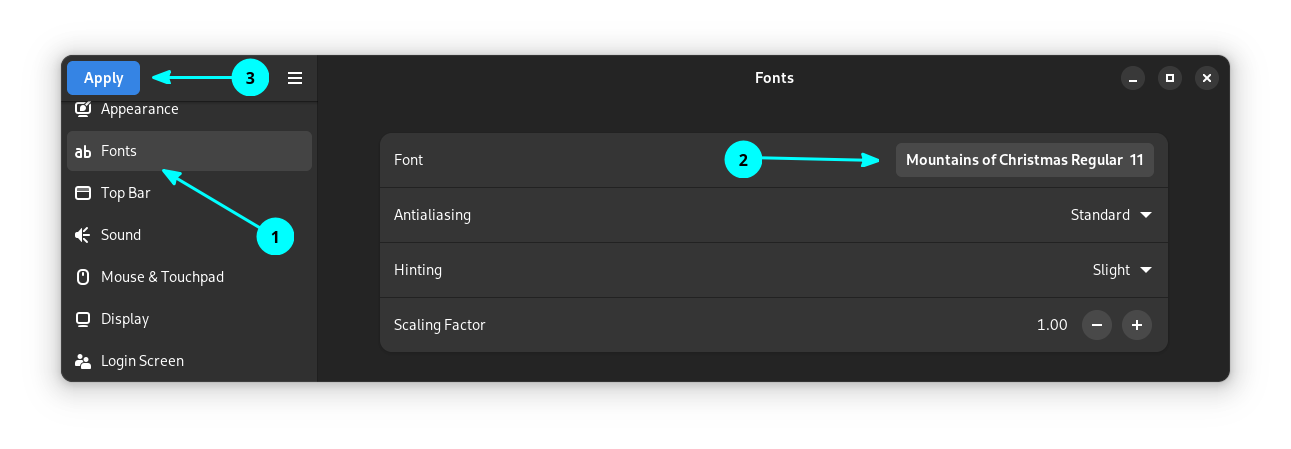 Apply
3
Fonts
Appearance
Fonts
Top Bar
Sound
Mouse & Touchpad
Display
Login Screen
1
Font
2
Mountains of Christmas Regular 11
Antialiasing
Standard
Hinting
Slight
Scaling Factor
1.00